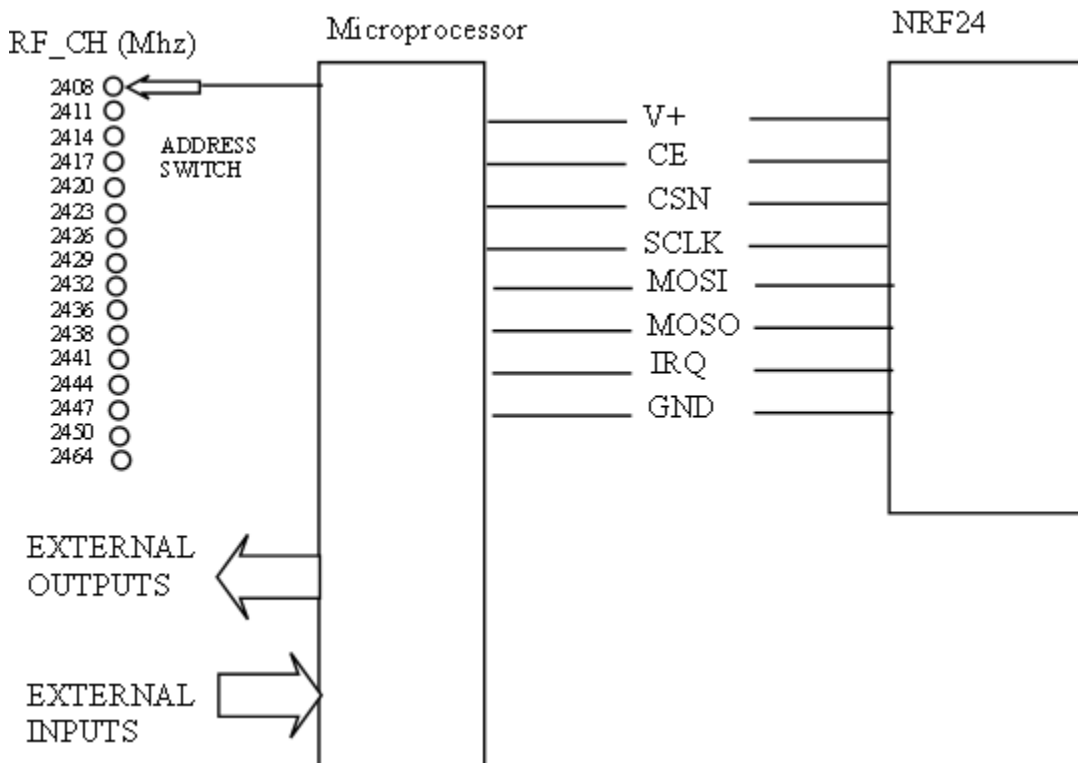 RF_CH (Mhz)
2408
2411
2414
2417
2420
2423
2426
2429
2432
2436
2438
2441
2444
2447
2450
2464
ADDRESS
SWITCH
Microprocessor
NRF24
V+
CE
CSN
SCLK
MOSI
MOSO
IRQ
GND
EXTERNAL
OUTPUTS
EXTERNAL
INPUTS